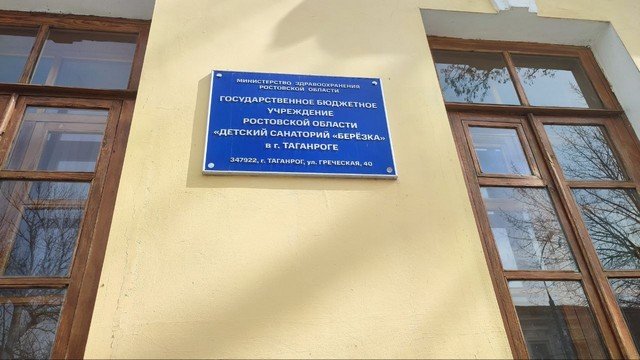 МИНИСТЕРСТВО ЗДРАВООХРАНЕНИЯ
РОСТОВСКОЙ ОБЛАСТИ
ГОСУДАРСТВЕННОЕ БЮДЖЕТНОЕ
УЧРЕЖДЕНИЕ
РОСТОВСКОЙ ОБЛАСТИ
«ДЕТСКИЙ САНАТОРИЙ «БЕРЁЗКА»
в г. ТАГАНРОГЕ
347922, г. ТАГАНРОГ, ул. ГРЕЧЕСКАЯ, 40